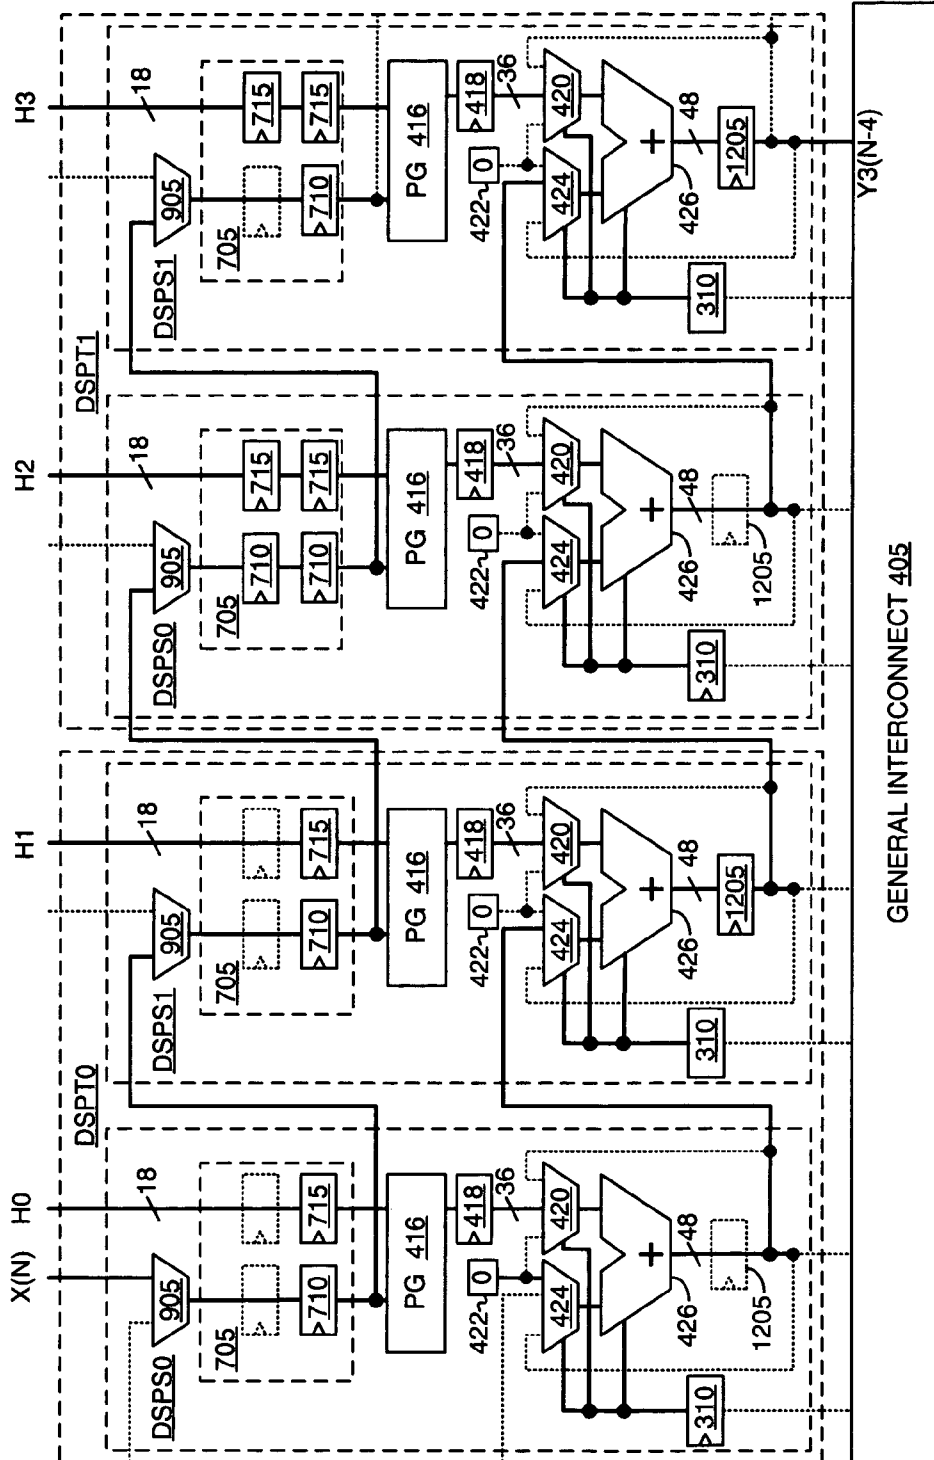 X(N) H0 H1 H2 H3
DSPT0 DSPT1
18 18 18 18
DSPS0 905 DSPS1 905 DSPS0 905 DSPS1 905
705 705 705 705
710 715 715 715
710 715 710 715 710 715 710 715
PG 416 PG 416 PG 416 PG 416
422 0 418 422 0 418 422 0 418 422 0 418
36 36 36 36
424 420 424 420 424 420 424 420
+ + + +
426 48 426 48 426 48 426 48
310 1205 310 1205 310 1205 310 1205
Y3(N-4)
GENERAL INTERCONNECT 405